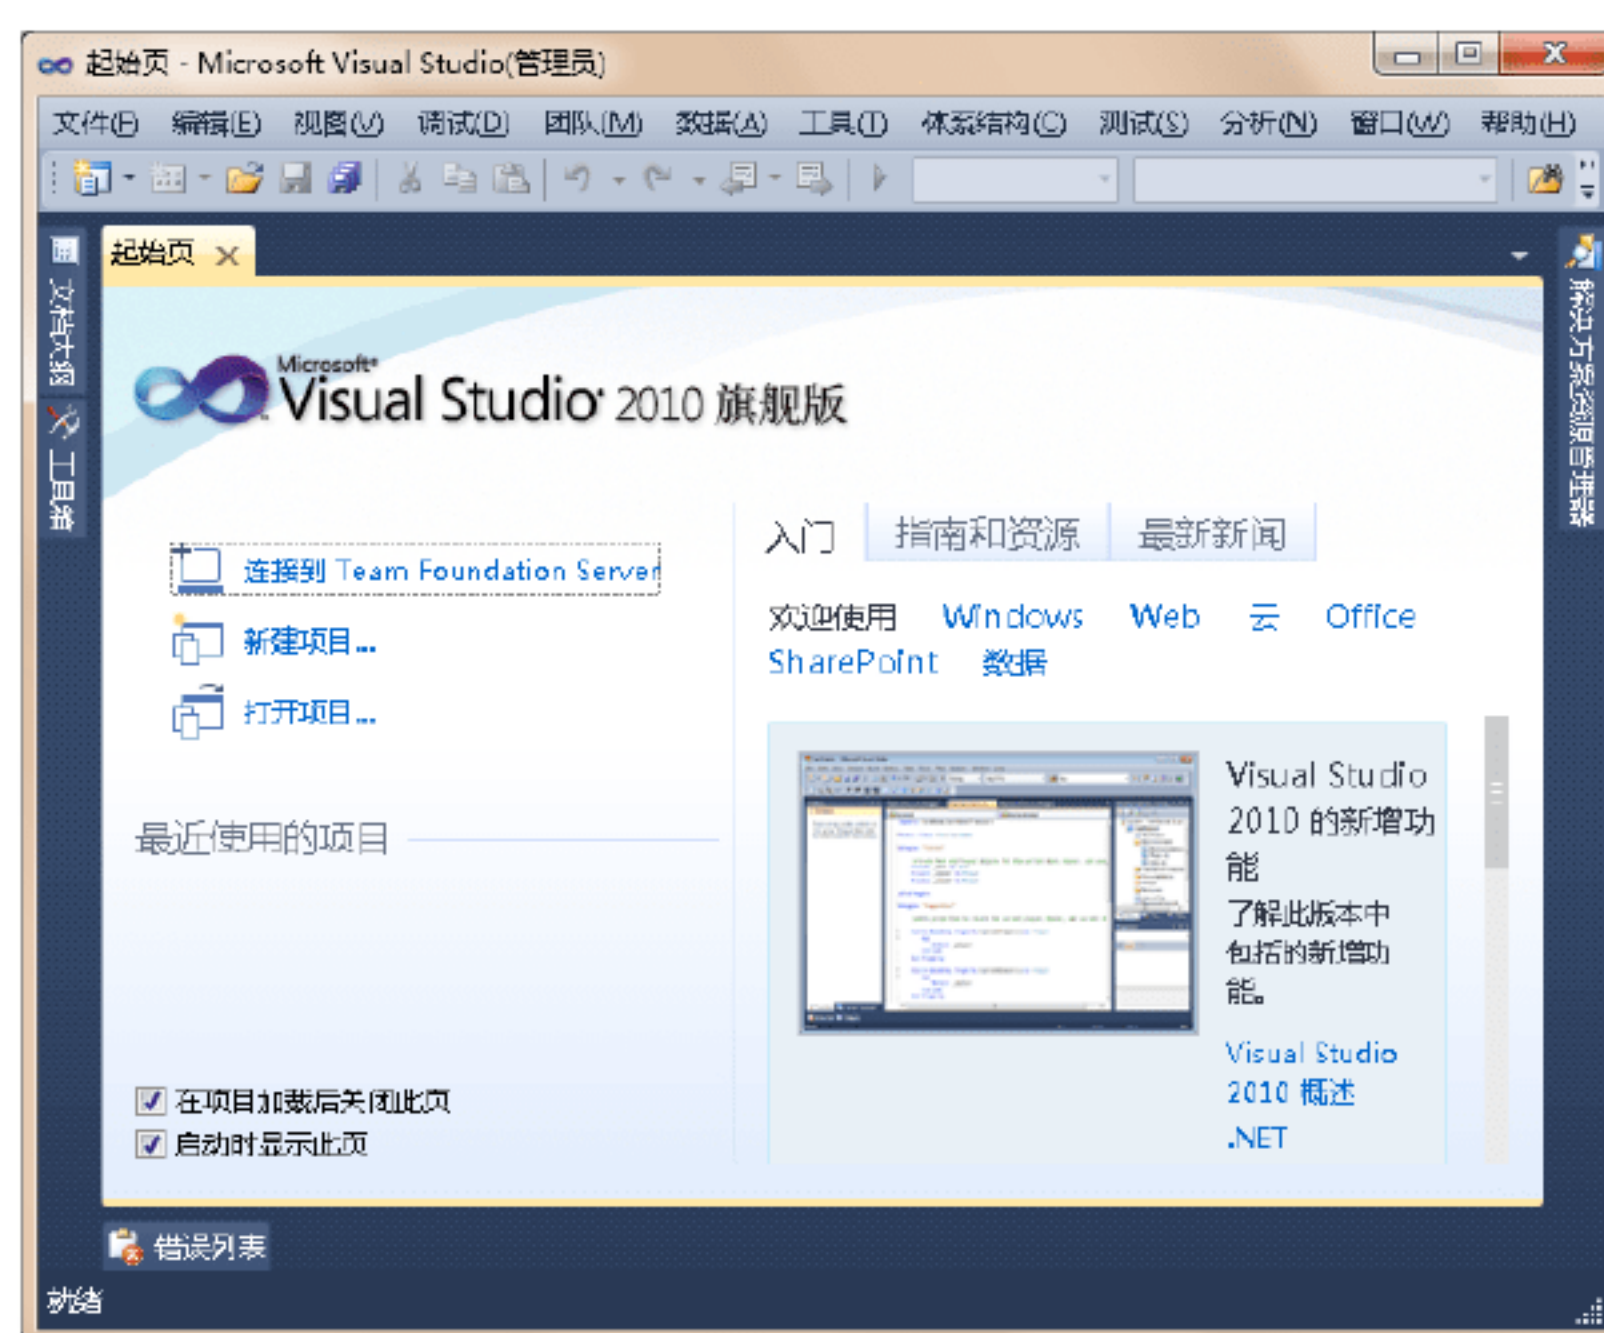 起始页 - Microsoft Visual Studio(管理员)
文件(F) 编辑(E) 视图(V) 调试(D) 团队(M) 数据(A) 工具(T) 体系结构(C) 测试(S) 分析(N) 窗口(W) 帮助(H)
起始页
文档大纲
工具箱
解决方案资源管理器
Microsoft
Visual Studio 2010 旗舰版
连接到 Team Foundation Server
新建项目...
打开项目...
最近使用的项目
在项目加载后关闭此页
启动时显示此页
入门 指南和资源 最新新闻
欢迎使用 Windows Web 云 Office
SharePoint 数据
Visual Studio
2010 的新增功
能
了解此版本中
包括的新增功
能。
Visual Studio
2010 概述
.NET
错误列表
就绪